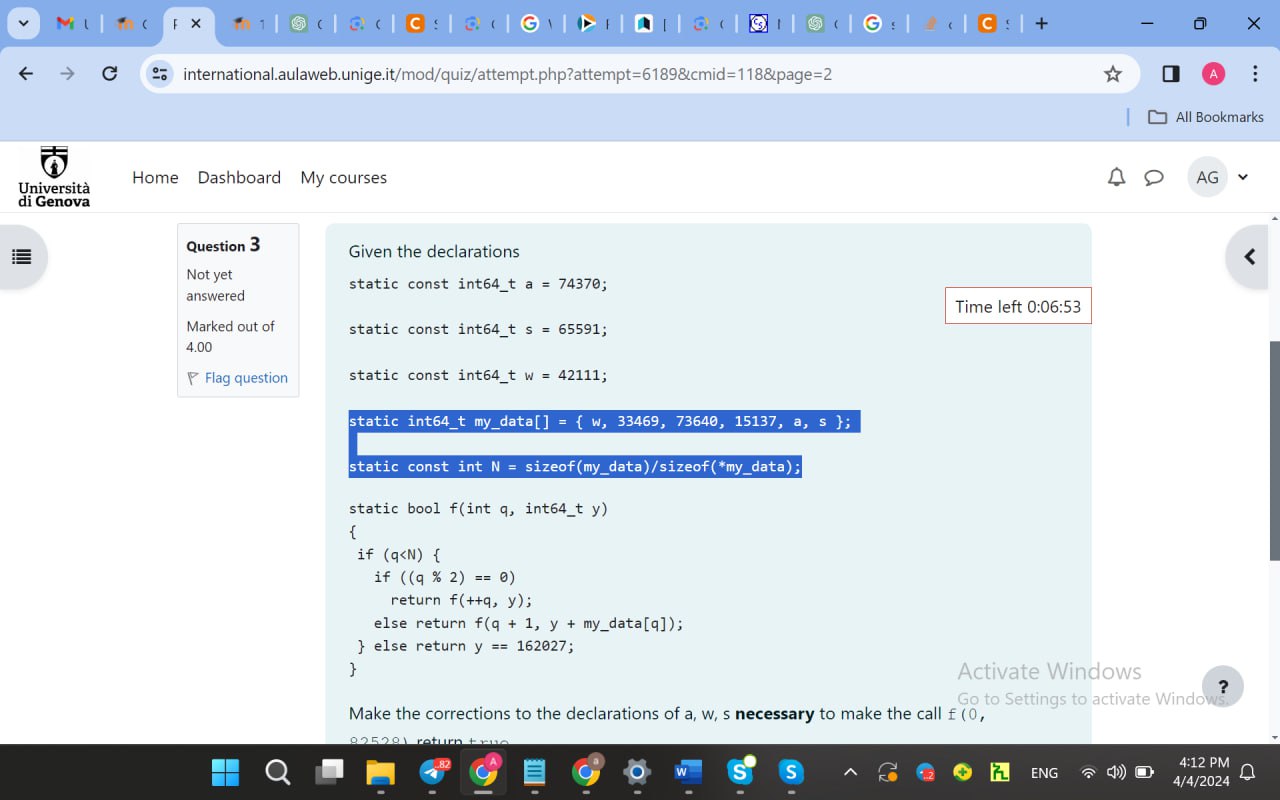 international.aulaweb.unige.it/mod/quiz/attempt.php?attempt=6189&cmid=118&page=2
A
All Bookmarks
Università
di Genova
Home Dashboard My courses
AG
Question 3
Not yet
answered
Marked out of
4.00
Flag question
Given the declarations
static const int64_t a = 74370;
Time left 0:06:53
static const int64_t s = 65591;
static const int64_t w = 42111;
static int64_t my_data[] = { w, 33469, 73640, 15137, a, s };
static const int N = sizeof(my_data)/sizeof(*my_data);
static bool f(int q, int64_t y)
{
if (q<N) {
if ((q % 2) == 0)
return f(++q, y);
else return f(q + 1, y + my_data[q]);
} else return y == 162027;
}
Activate Windows
Go to Settings to activate Windows.
?
Make the corrections to the declarations of a, w, s necessary to make the call f(0,
82528) return true
ENG
4:12 PM
4/4/2024